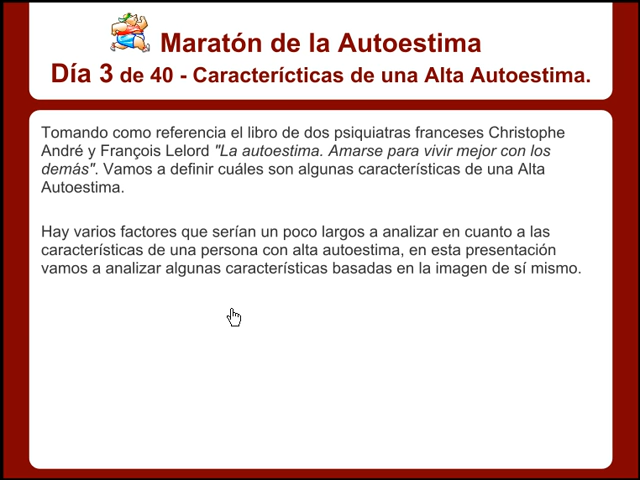 Maratón de la Autoestima
Día 3 de 40 - Caracterícticas de una Alta Autoestima.
Tomando como referencia el libro de dos psiquiatras franceses Christophe
André y François Lelord "La autoestima. Amarse para vivir mejor con los
demás". Vamos a definir cuáles son algunas características de una Alta
Autoestima.
Hay varios factores que serían un poco largos a analizar en cuanto a las
características de una persona con alta autoestima, en esta presentación
vamos a analizar algunas características basadas en la imagen de sí mismo.